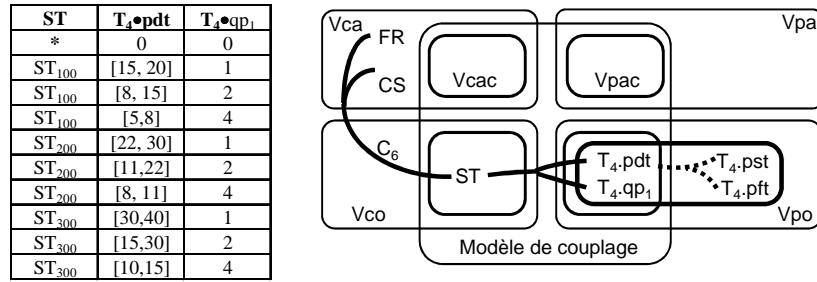 ST T₄•pdt T₄•qp₁
* 0 0
ST₁₀₀ [15, 20] 1
ST₁₀₀ [8, 15] 2
ST₁₀₀ [5,8] 4
ST₂₀₀ [22, 30] 1
ST₂₀₀ [11,22] 2
ST₂₀₀ [8, 11] 4
ST₃₀₀ [30,40] 1
ST₃₀₀ [15,30] 2
ST₃₀₀ [10,15] 4
Vca Vpa
FR
CS Vcac Vpac
C₆
ST T₄.pdt T₄.pst
T₄.qp₁ T₄.pft
Vco Vpo
Modèle de couplage